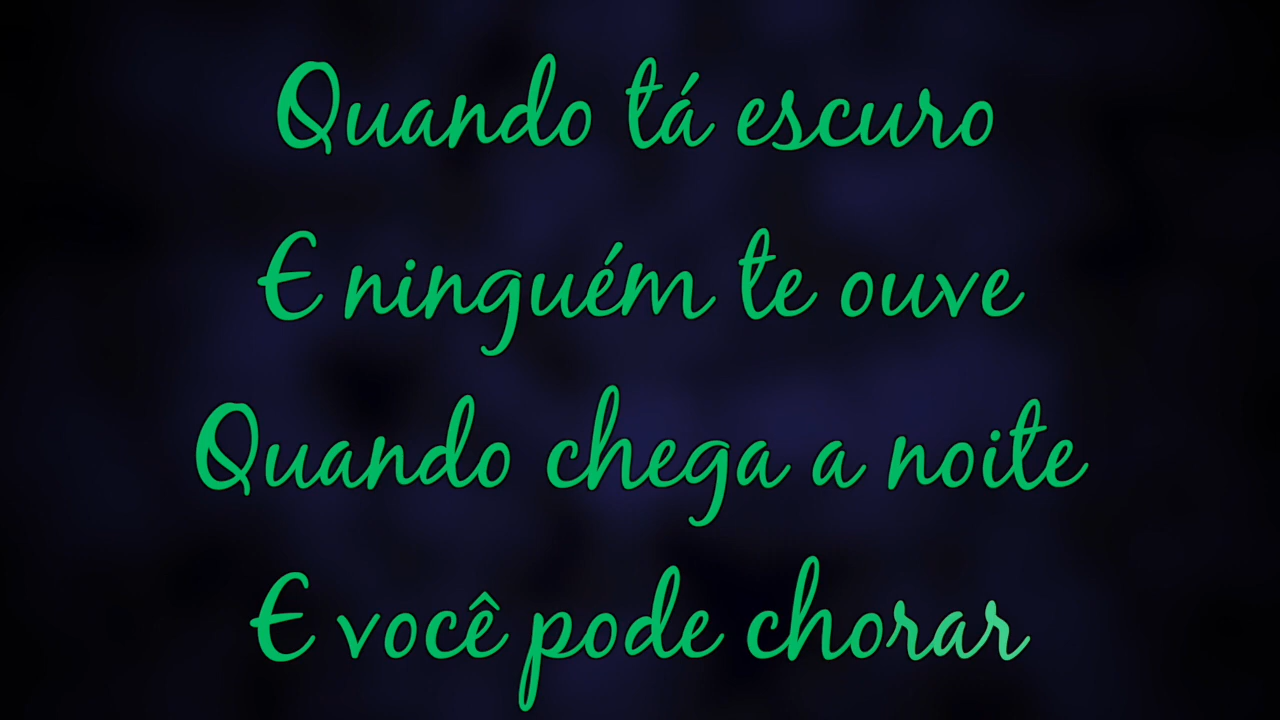 Quando tá escuro
E ninguém te ouve
Quando chega a noite
E você pode chorar